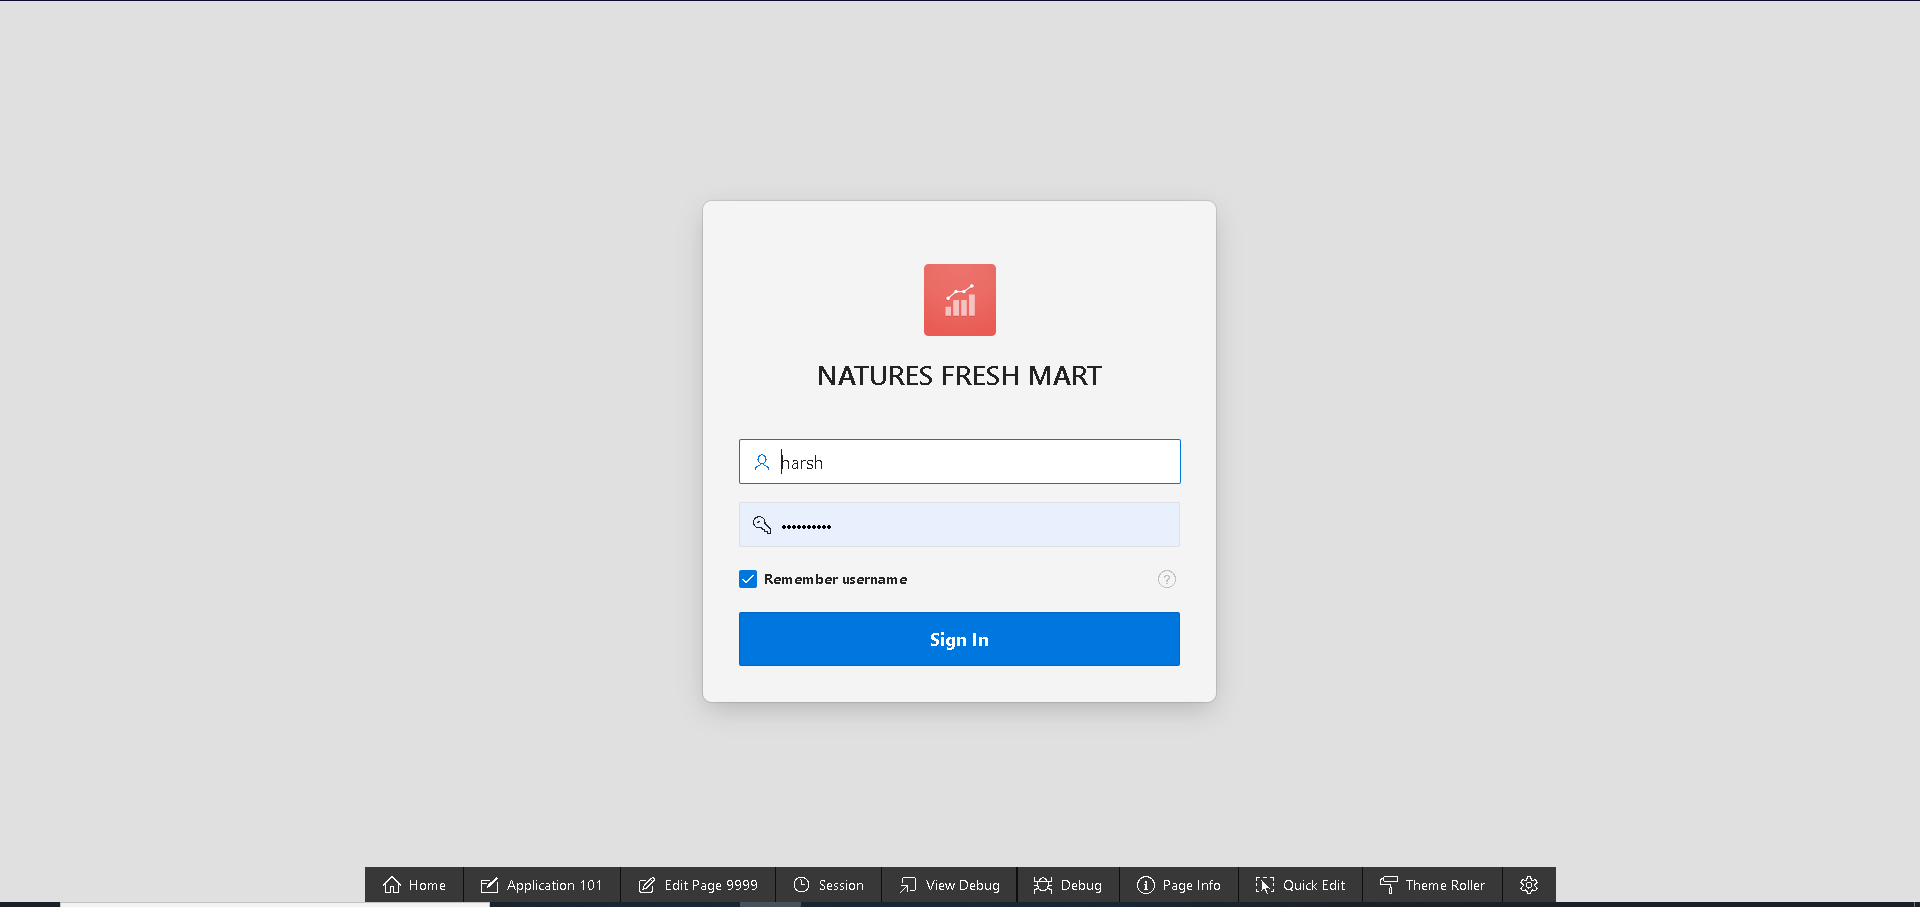 NATURES FRESH MART
harsh
••••••••••
Remember username
?
Sign In
Home Application 101 Edit Page 9999 Session View Debug Debug Page Info Quick Edit Theme Roller